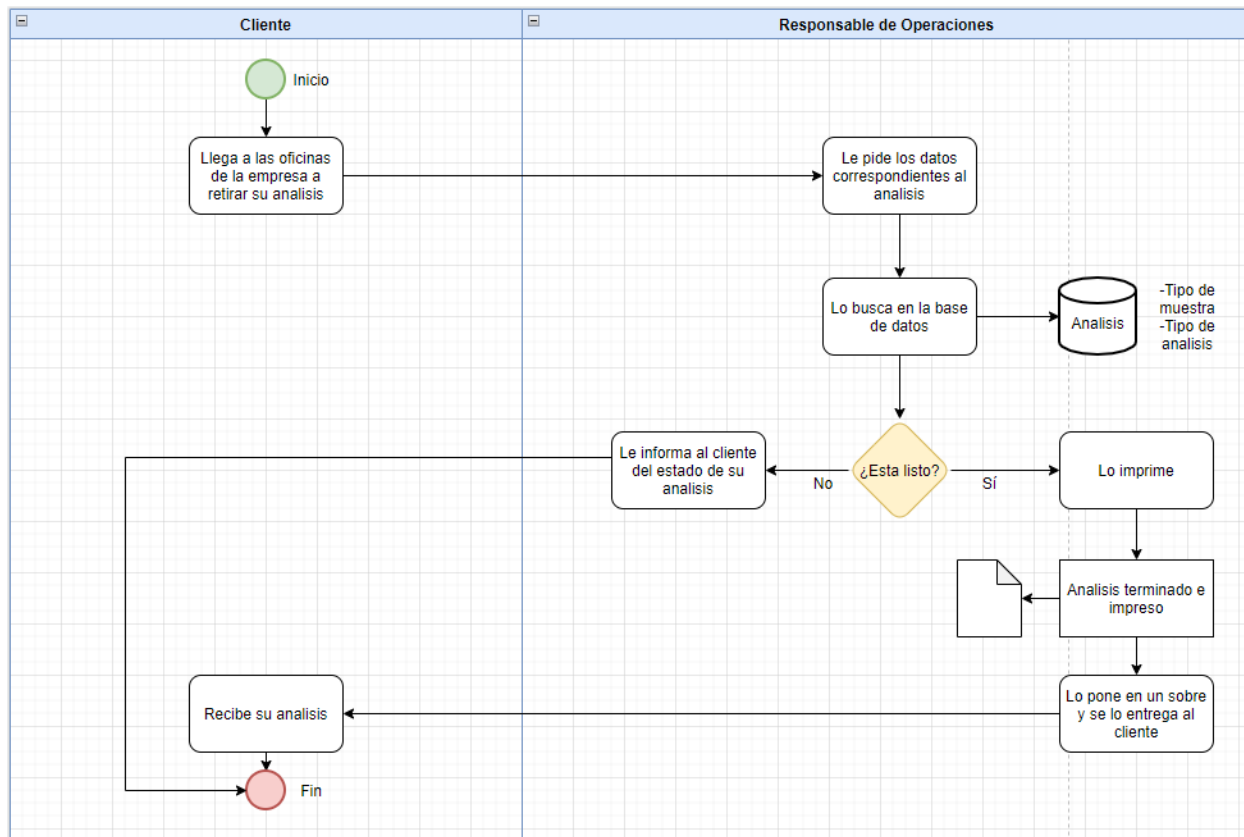 Cliente
Responsable de Operaciones
Inicio
Llega a las oficinas
de la empresa a
retirar su analisis
Le pide los datos
correspondientes al
analisis
Lo busca en la base
de datos
Analisis
-Tipo de
muestra
-Tipo de
analisis
Le informa al cliente
del estado de su
analisis
No
¿Esta listo?
Sí
Lo imprime
Analisis terminado e
impreso
Recibe su analisis
Lo pone en un sobre
y se lo entrega al
cliente
Fin